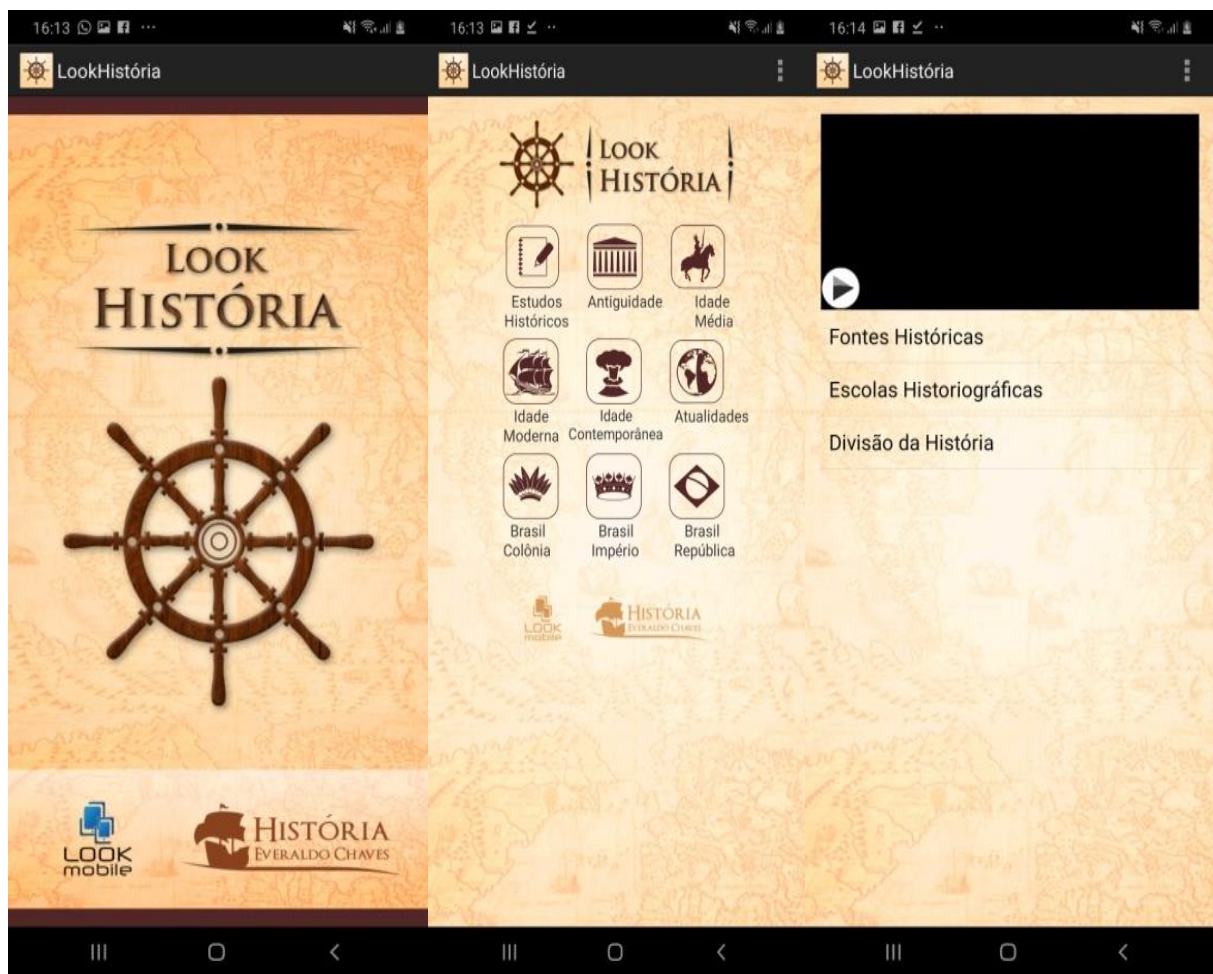 16:13
LookHistória
LOOK
HISTÓRIA
LOOK
mobile
HISTÓRIA
EVERALDO CHAVES
16:13
LookHistória
LOOK
HISTÓRIA
Estudos
Históricos
Antiguidade
Idade
Média
Idade
Moderna
Idade
Contemporânea
Atualidades
Brasil
Colônia
Brasil
Império
Brasil
República
LOOK
mobile
HISTÓRIA
EVERALDO CHAVES
16:14
LookHistória
Fontes Históricas
Escolas Historiográficas
Divisão da História